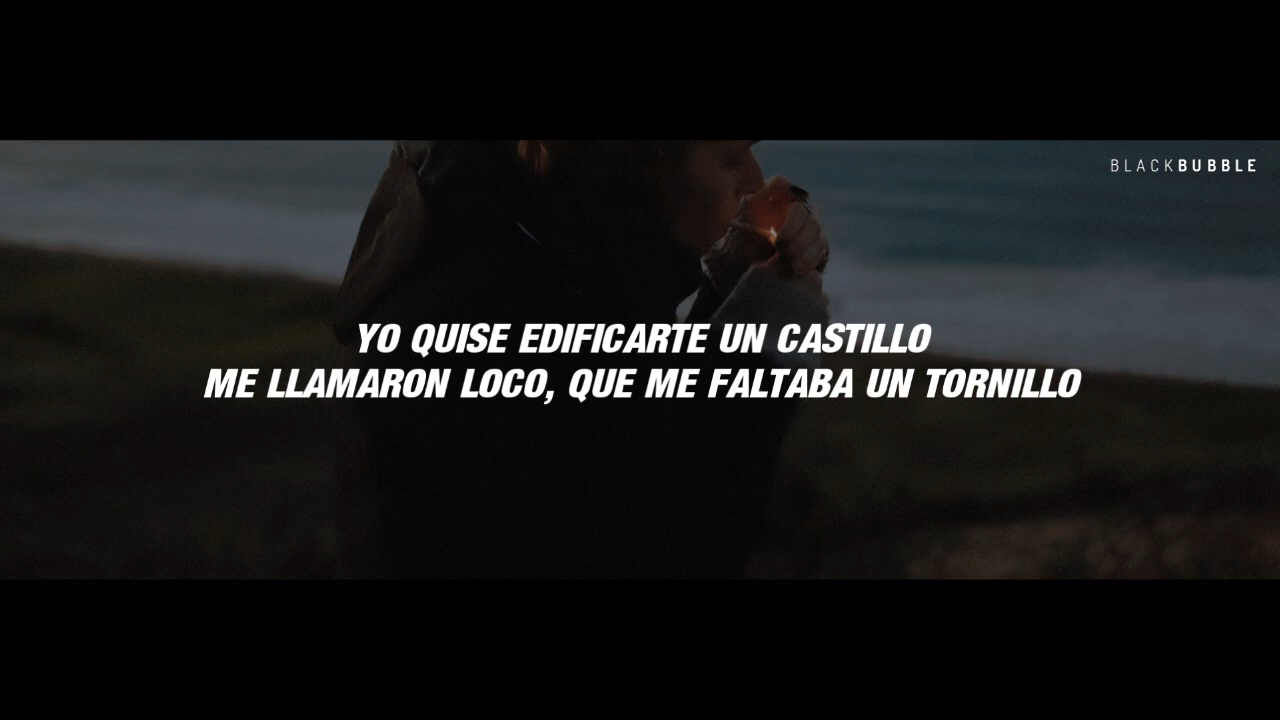 BLACKBUBBLE
YO QUISE EDIFICARTE UN CASTILLO
ME LLAMARON LOCO, QUE ME FALTABA UN TORNILLO